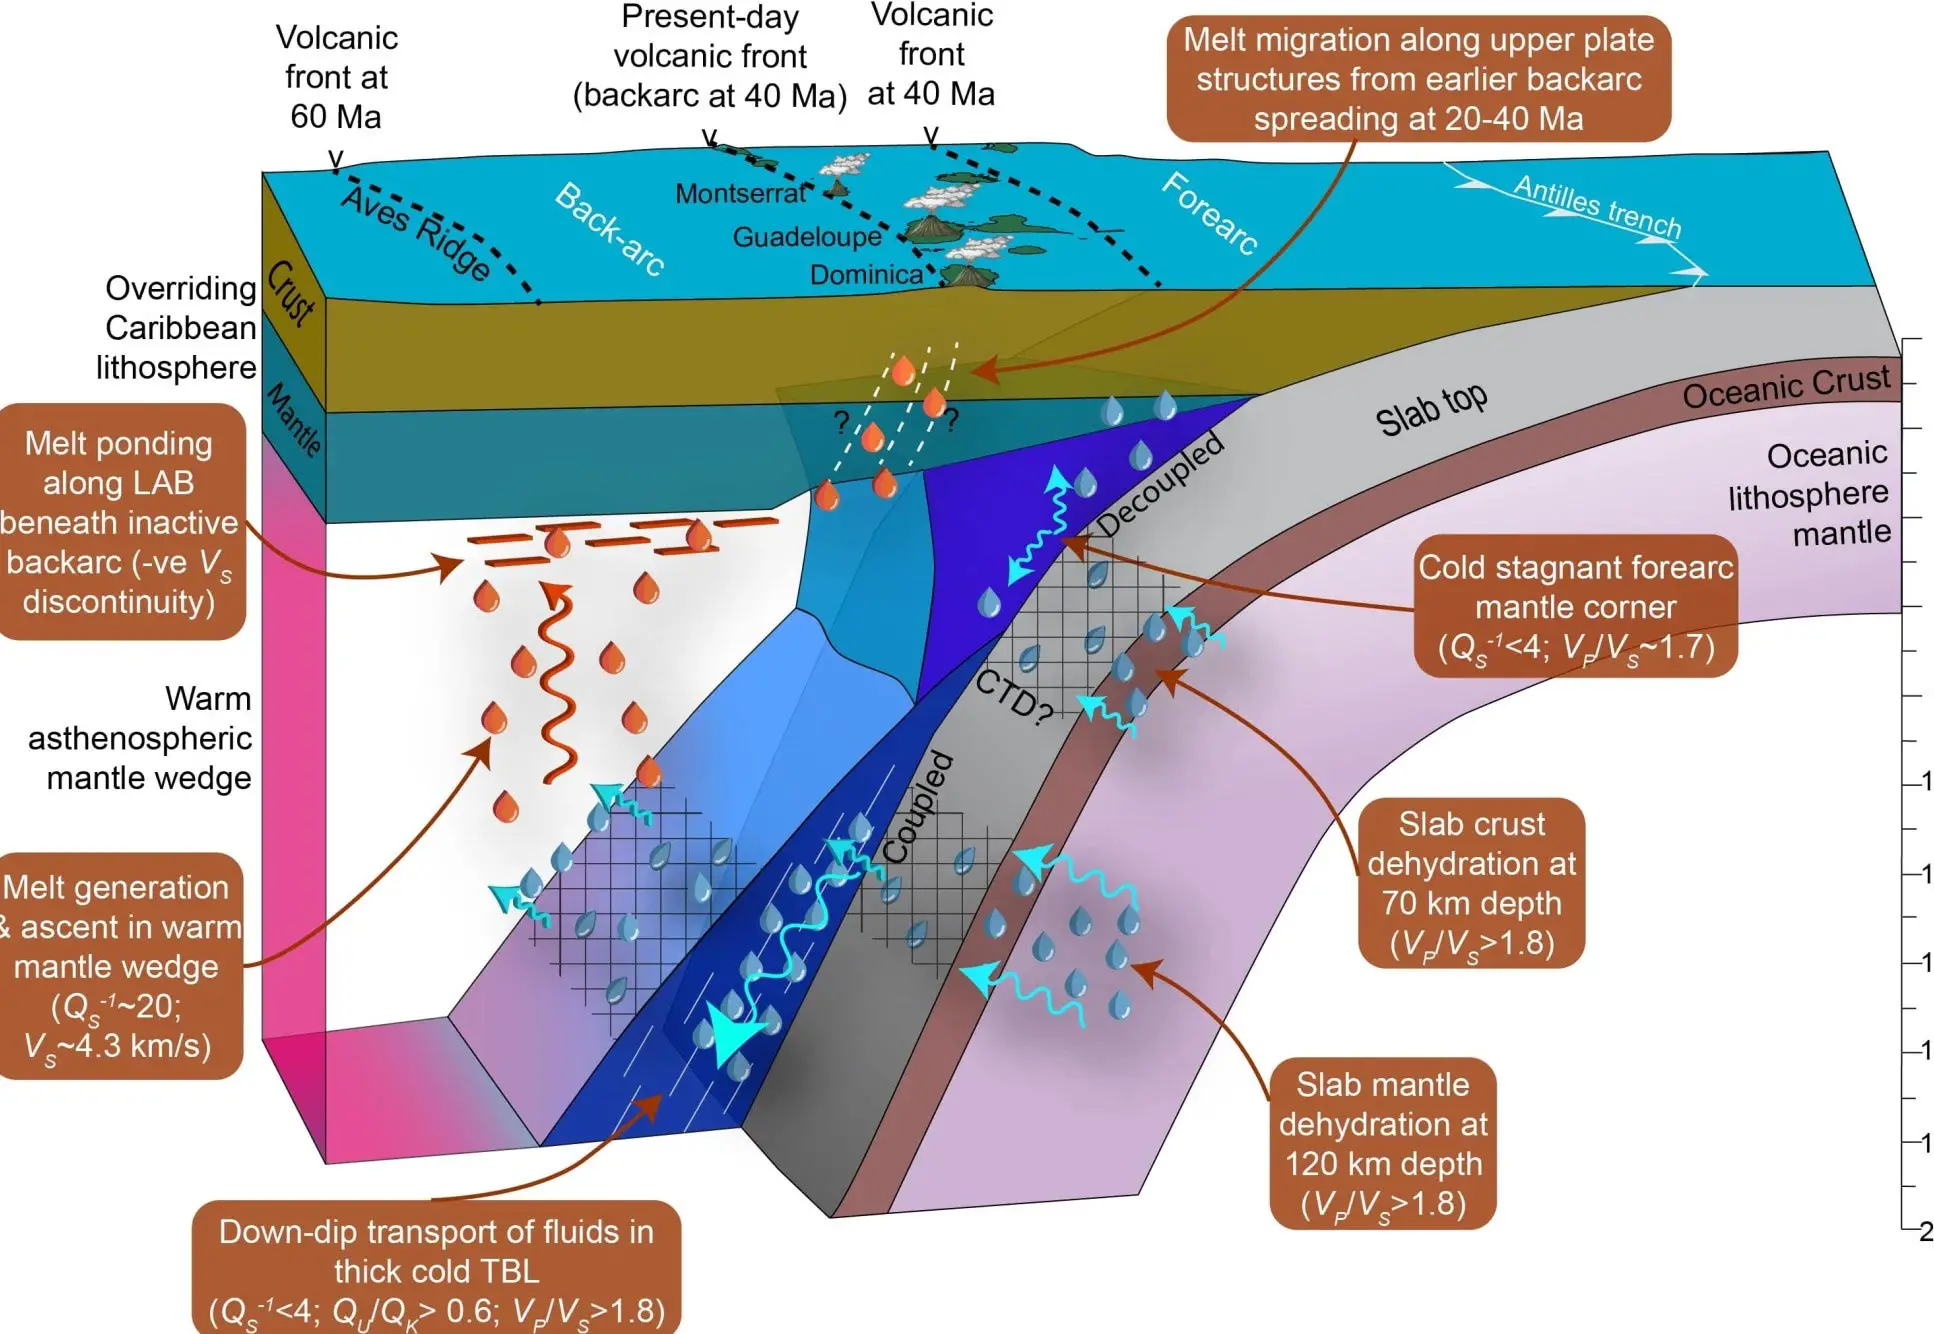 Volcanic
front at
60 Ma
Present-day
volcanic front
(backarc at 40 Ma)
Volcanic
front
at 40 Ma
Melt migration along upper plate
structures from earlier backarc
spreading at 20-40 Ma
v
v
v
Aves Ridge
Back-arc
Montserrat
Guadeloupe
Dominica
Forearc
Antilles trench
Overriding
Caribbean
lithosphere
Crust
Mantle
Melt ponding
along LAB
beneath inactive
backarc (-ve VS
discontinuity)
?
?
Decoupled
Slab top
Oceanic Crust
Oceanic
lithosphere
mantle
Cold stagnant forearc
mantle corner
(QS-1<4; VP/VS~1.7)
CTD?
Coupled
Warm
asthenospheric
mantle wedge
Melt generation
& ascent in warm
mantle wedge
(QS-1~20;
VS~4.3 km/s)
Slab crust
dehydration at
70 km depth
(VP/VS>1.8)
Slab mantle
dehydration at
120 km depth
(VP/VS>1.8)
Down-dip transport of fluids in
thick cold TBL
(QS-1<4; QU/QK> 0.6; VP/VS>1.8)
1
1
1
1
1
2